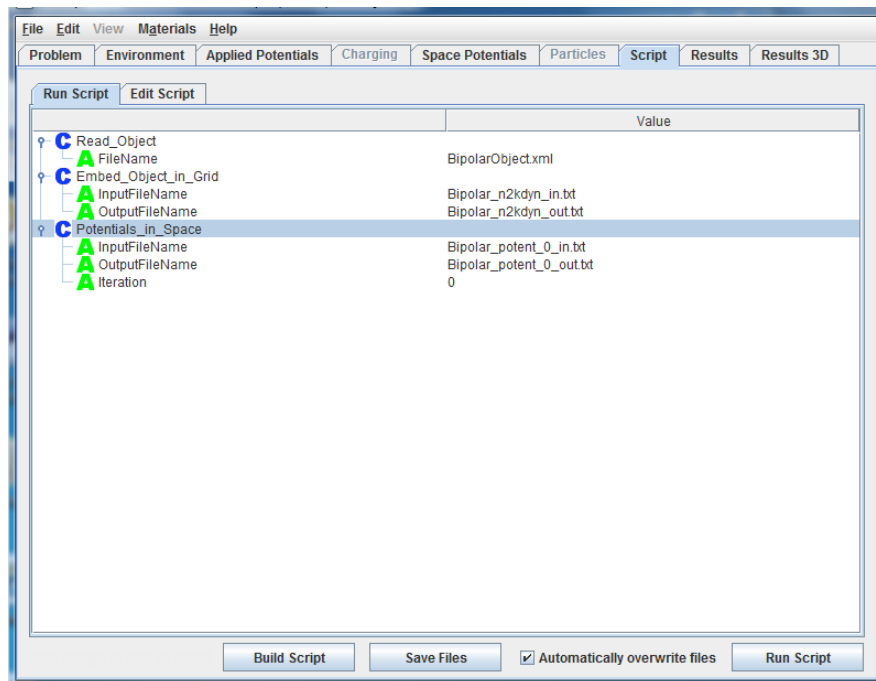 File Edit View Materials Help
Problem Environment Applied Potentials Charging Space Potentials Particles Script Results Results 3D
Run Script Edit Script
Value
C Read_Object
A FileName BipolarObject.xml
C Embed_Object_in_Grid
A InputFileName Bipolar_n2kdyn_in.txt
A OutputFileName Bipolar_n2kdyn_out.txt
C Potentials_in_Space
A InputFileName Bipolar_potent_0_in.txt
A OutputFileName Bipolar_potent_0_out.txt
A Iteration 0
Build Script Save Files Automatically overwrite files Run Script